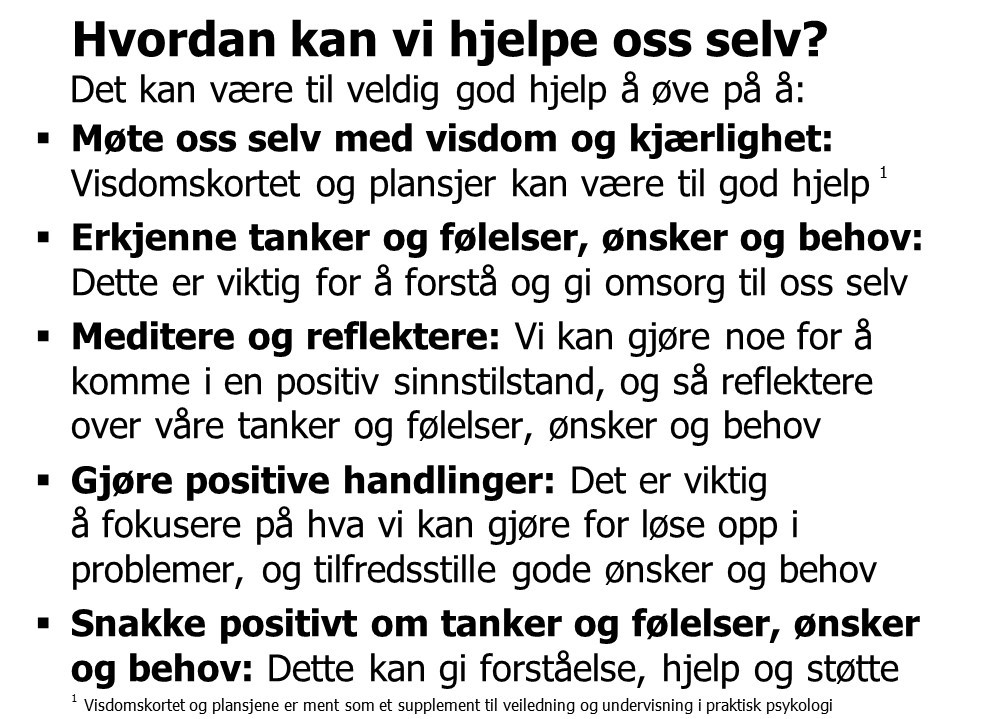 Hvordan kan vi hjelpe oss selv?
Det kan være til veldig god hjelp å øve på å:
▪ Møte oss selv med visdom og kjærlighet:
Visdomskortet og plansjer kan være til god hjelp ¹
▪ Erkjenne tanker og følelser, ønsker og behov:
Dette er viktig for å forstå og gi omsorg til oss selv
▪ Meditere og reflektere: Vi kan gjøre noe for å
komme i en positiv sinnstilstand, og så reflektere
over våre tanker og følelser, ønsker og behov
▪ Gjøre positive handlinger: Det er viktig
å fokusere på hva vi kan gjøre for løse opp i
problemer, og tilfredsstille gode ønsker og behov
▪ Snakke positivt om tanker og følelser, ønsker
og behov: Dette kan gi forståelse, hjelp og støtte
¹ Visdomskortet og plansjene er ment som et supplement til veiledning og undervisning i praktisk psykologi